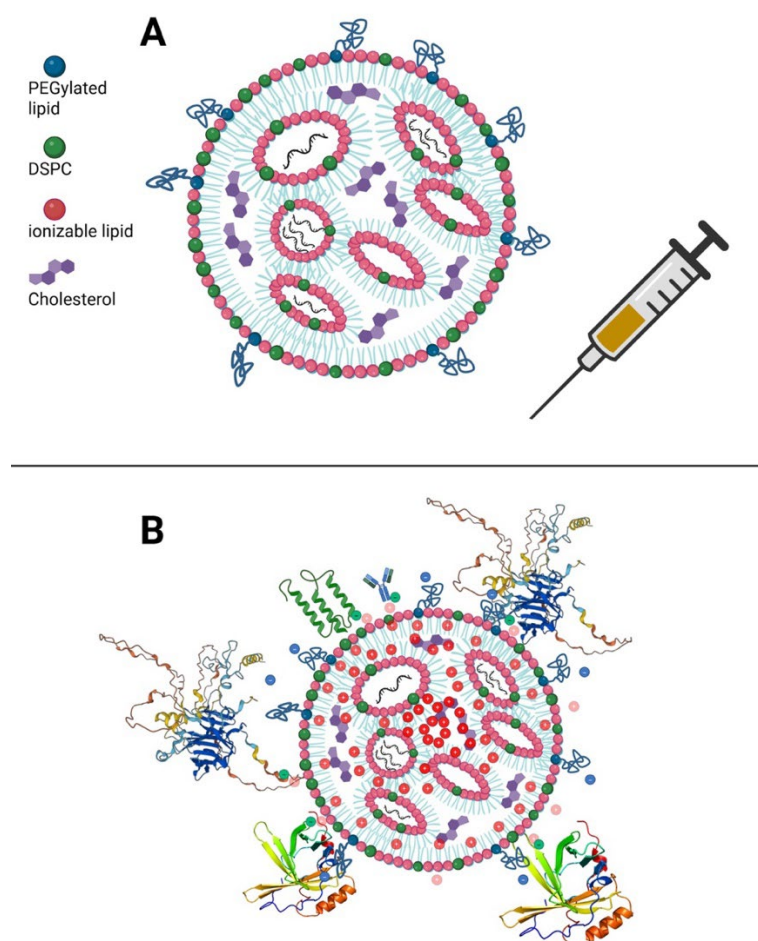 A
PEGylated
lipid
DSPC
ionizable lipid
Cholesterol
B